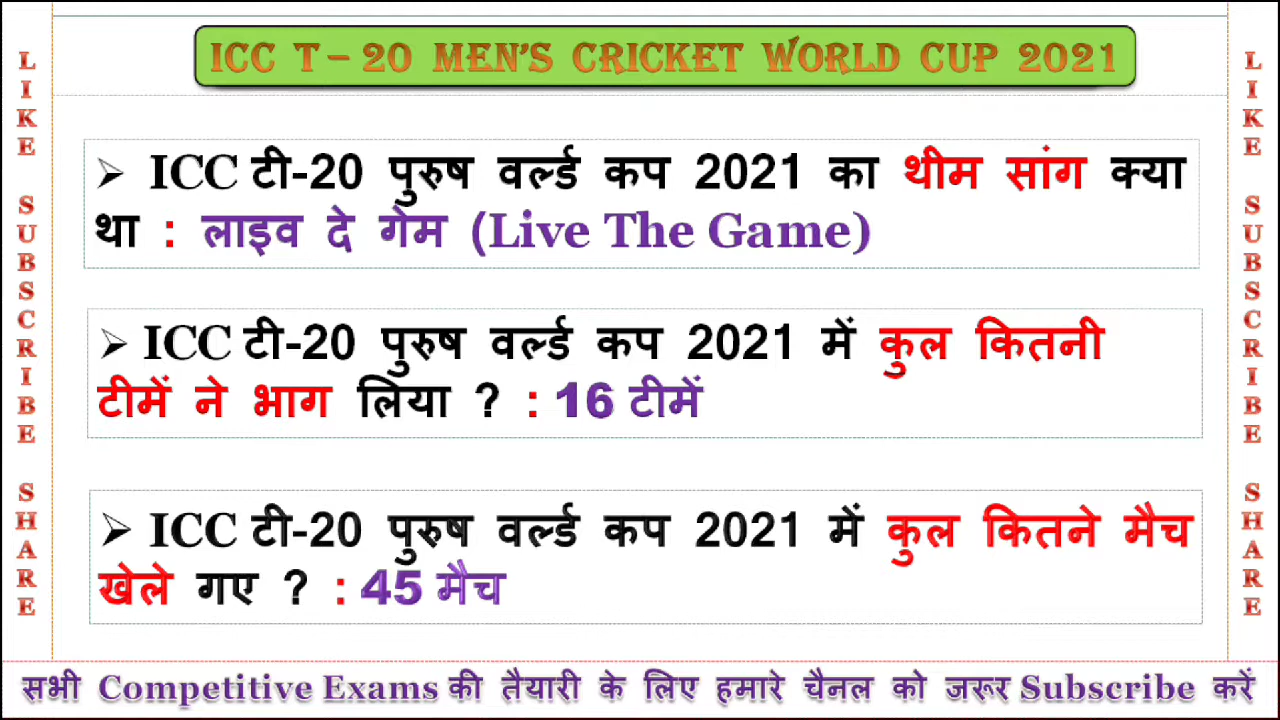 ICC T – 20 MEN'S CRICKET WORLD CUP 2021
➢ ICC टी-20 पुरुष वर्ल्ड कप 2021 का थीम सांग क्या
था : लाइव दे गेम (Live The Game)
➢ ICC टी-20 पुरुष वर्ल्ड कप 2021 में कुल कितनी
टीमें ने भाग लिया ? : 16 टीमें
➢ ICC टी-20 पुरुष वर्ल्ड कप 2021 में कुल कितने मैच
खेले गए ? : 45 मैच
सभी Competitive Exams की तैयारी के लिए हमारे चैनल को जरूर Subscribe करें
LIKE SUBSCRIBE SHARE
LIKE SUBSCRIBE SHARE